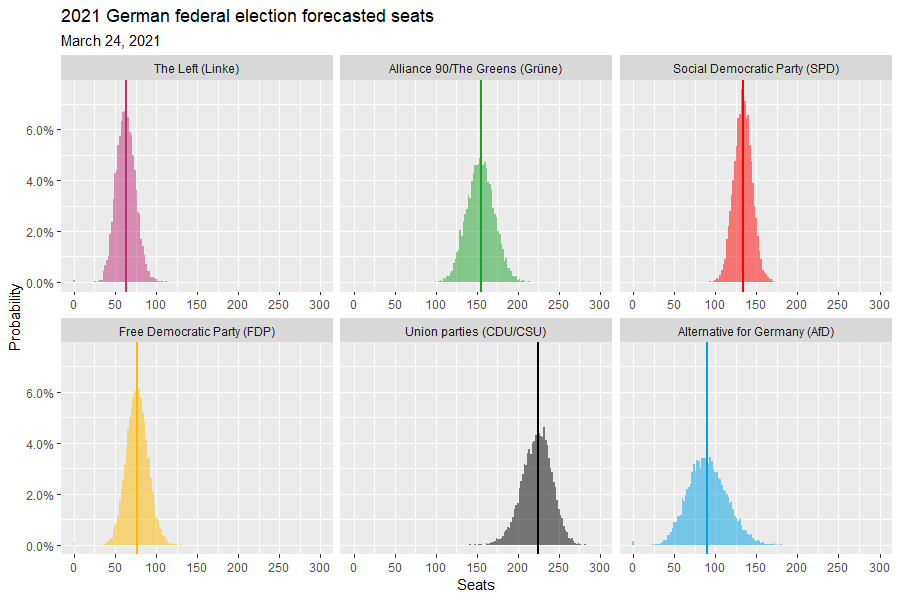 2021 German federal election forecasted seats
March 24, 2021
The Left (Linke)
Alliance 90/The Greens (Grüne)
Social Democratic Party (SPD)
6.0%
4.0%
2.0%
0.0%
0 50 100 150 200 250 300
0 50 100 150 200 250 300
0 50 100 150 200 250 300
Probability
Free Democratic Party (FDP)
Union parties (CDU/CSU)
Alternative for Germany (AfD)
6.0%
4.0%
2.0%
0.0%
0 50 100 150 200 250 300
0 50 100 150 200 250 300
0 50 100 150 200 250 300
Seats